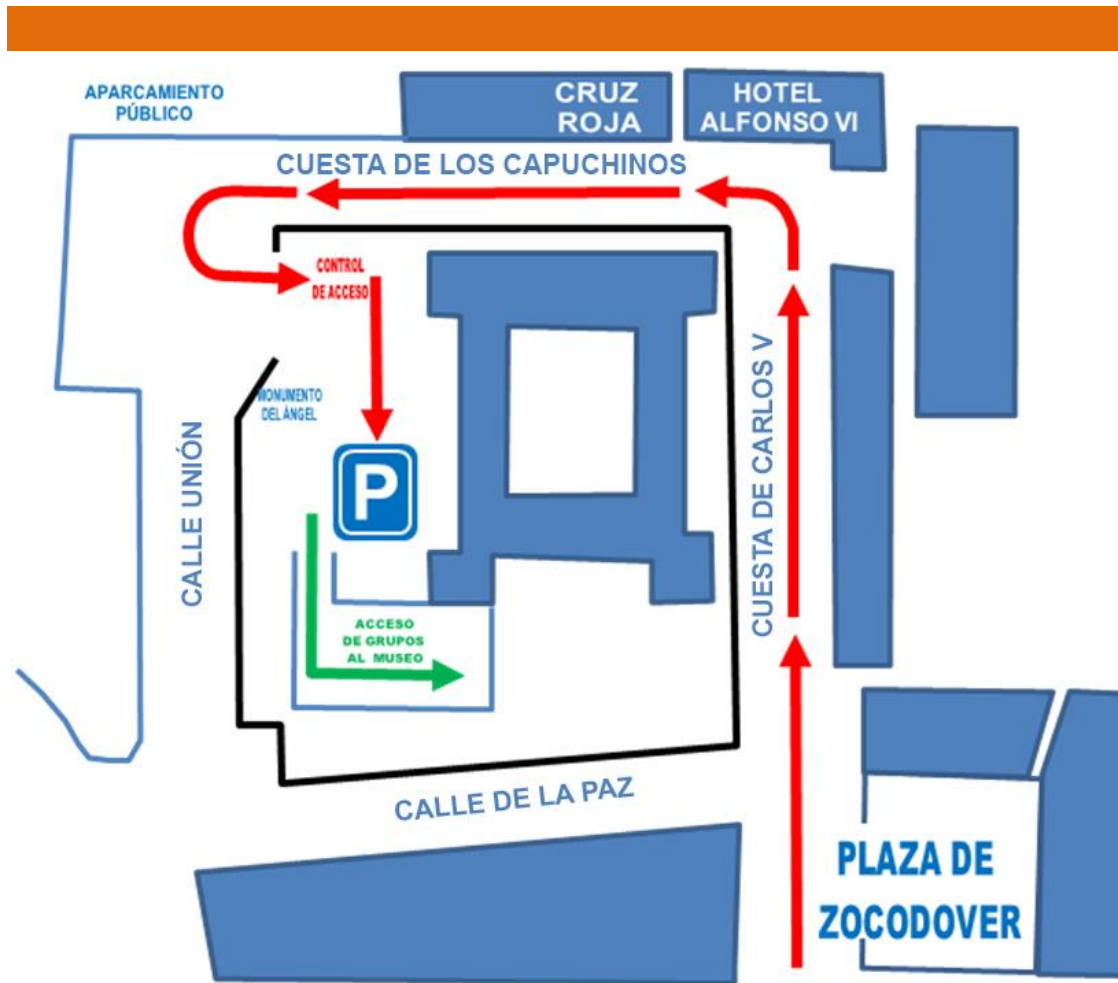 APARCAMIENTO
PÚBLICO
CRUZ
ROJA
HOTEL
ALFONSO VI
CUESTA DE LOS CAPUCHINOS
CONTROL
DE ACCESO
MONUMENTO
DEL ÁNGEL
CALLE UNIÓN
P
CUESTA DE CARLOS V
ACCESO
DE GRUPOS
AL MUSEO
CALLE DE LA PAZ
PLAZA DE
ZOCODOVER